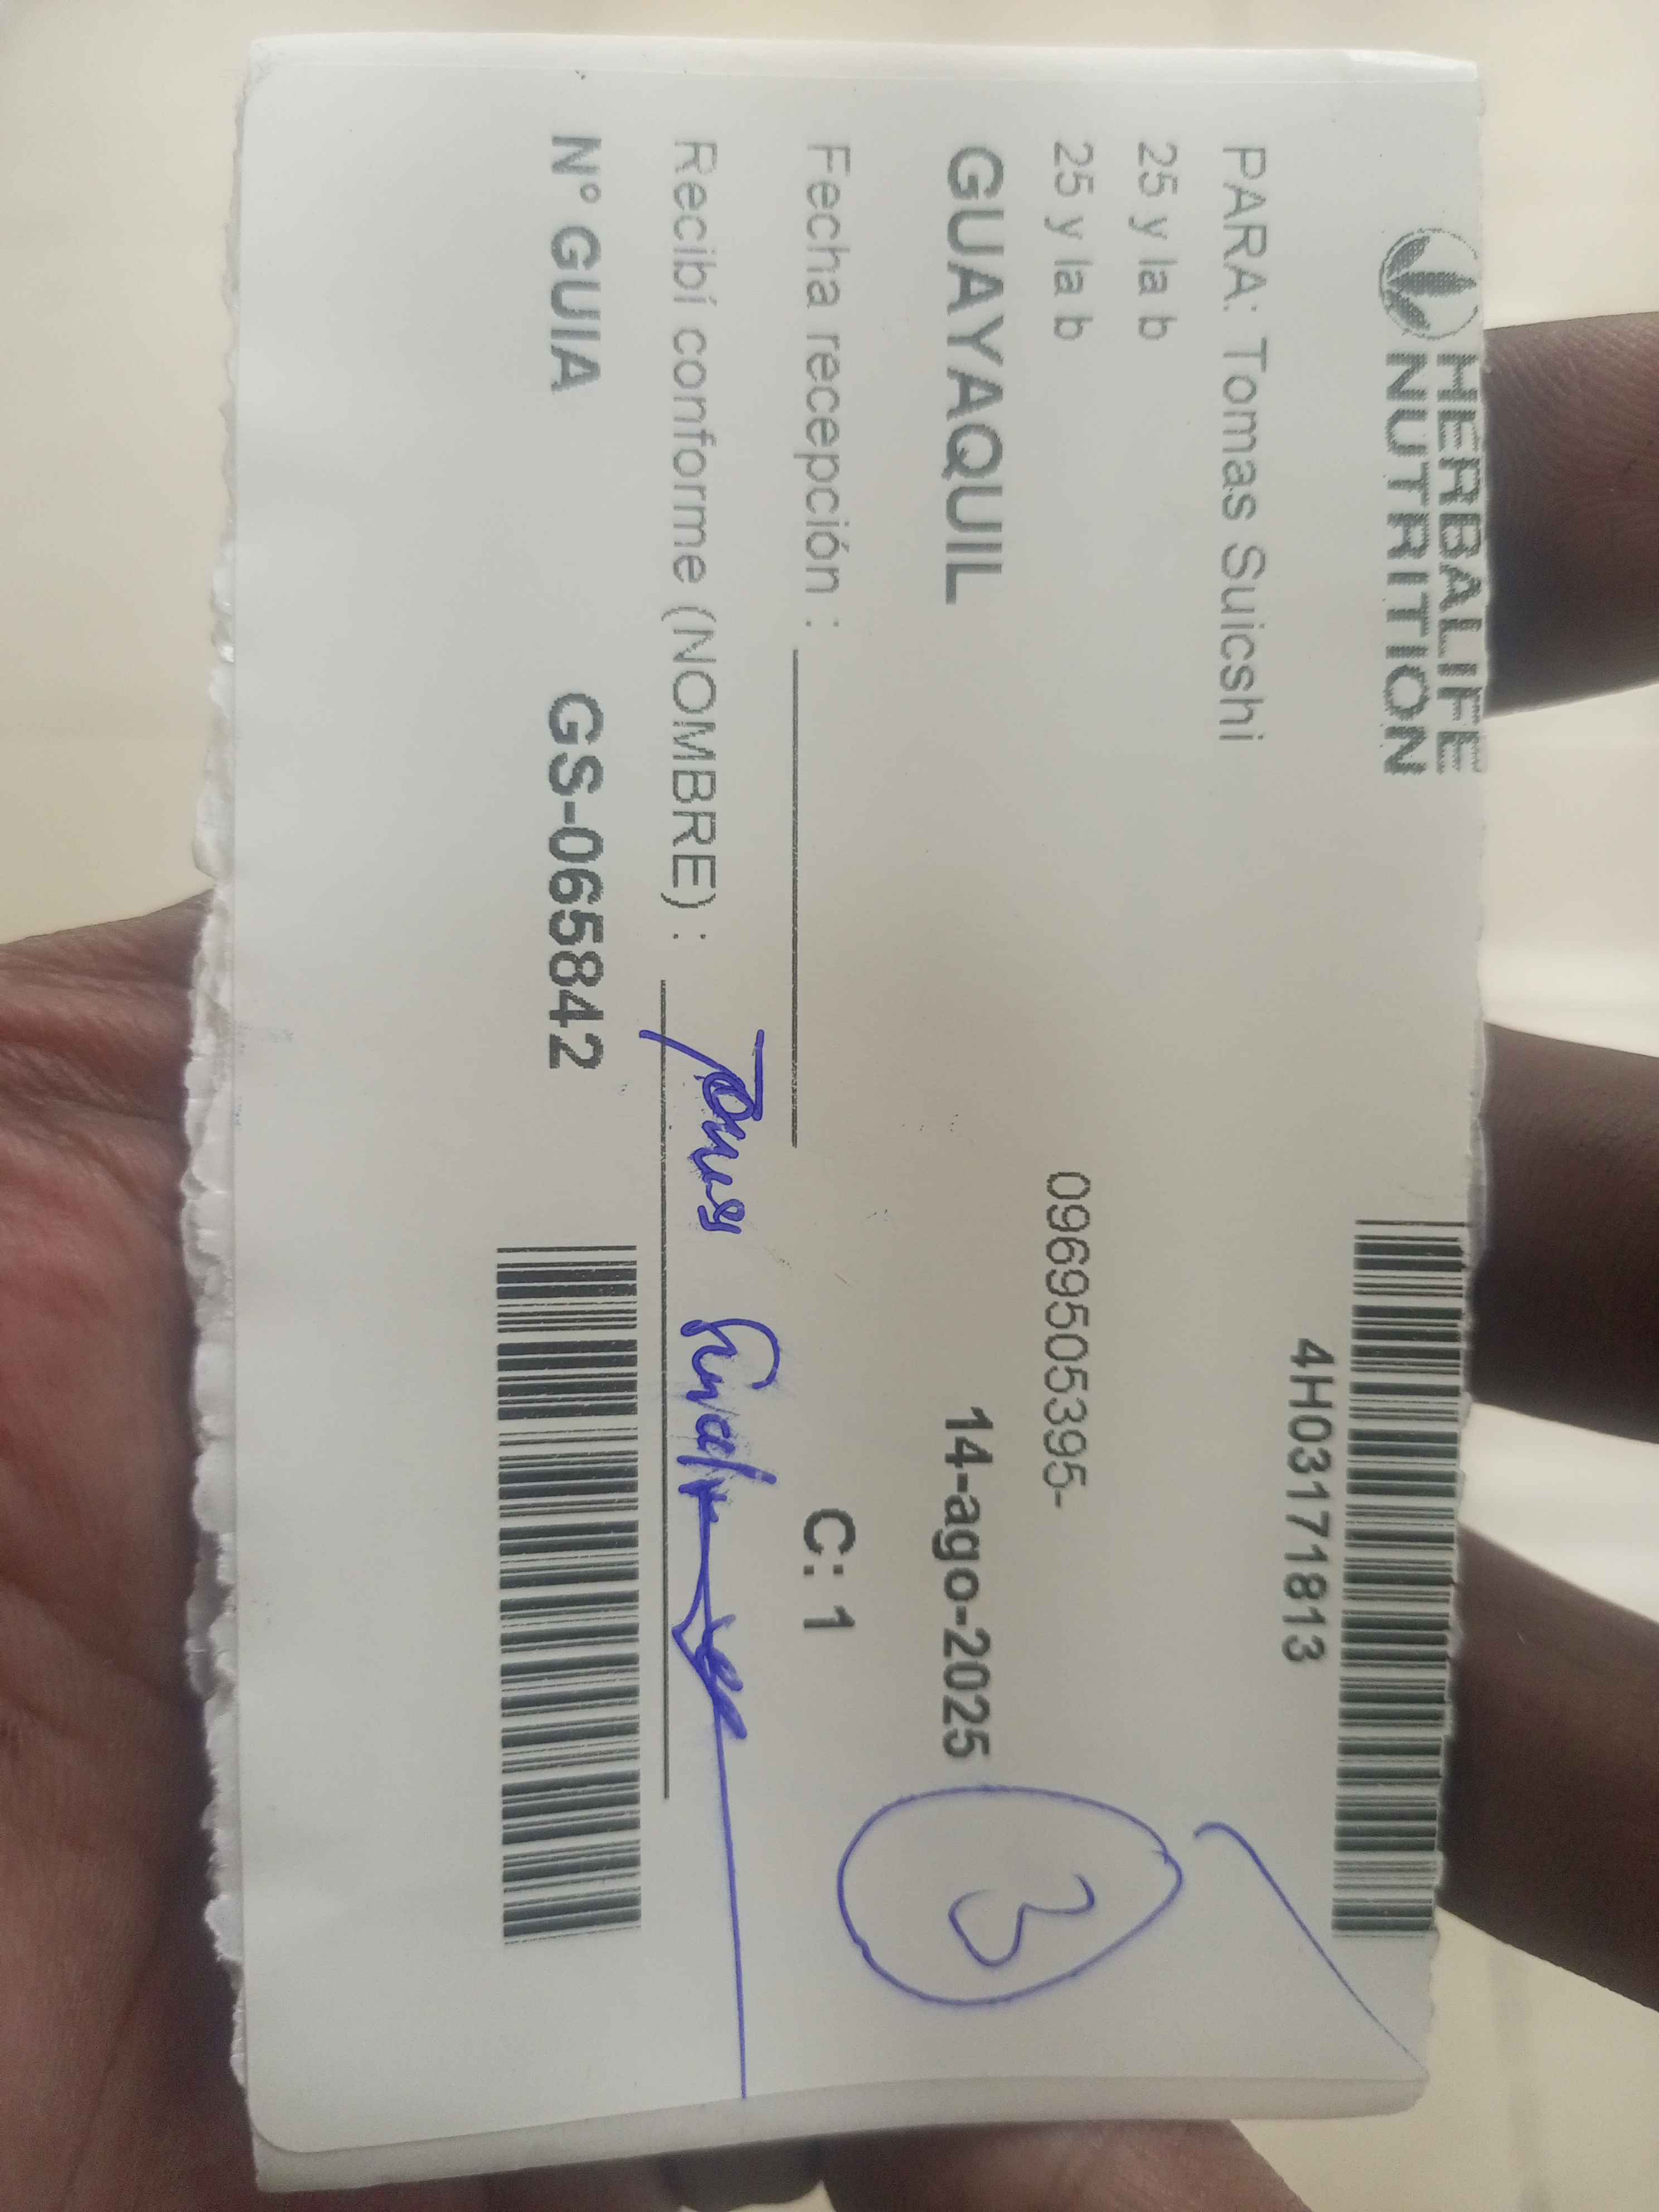 HERBALIFE
NUTRITION
4H03171813
PARA: Tomas Suicshi
25 y la b
25 y la b 0969505395-
GUAYAQUIL 14-ago-2025
3
Fecha recepción : C: 1
Recibí conforme (NOMBRE) :
N° GUIA GS-065842